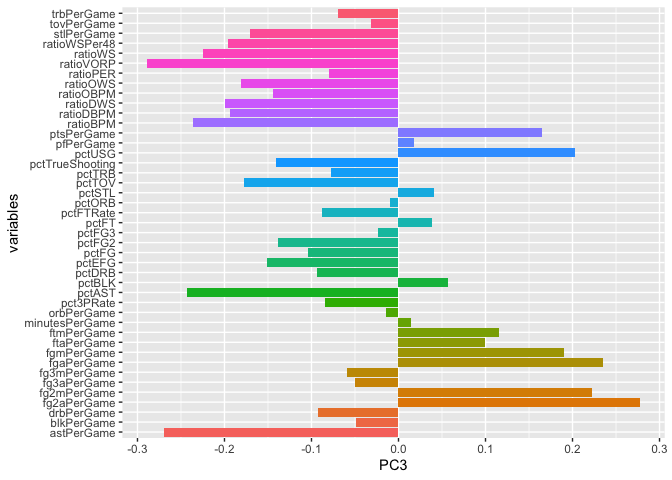 trbPerGame
tovPerGame
stlPerGame
ratioWSPer48
ratioWS
ratioVORP
ratioPER
ratioOWS
ratioOBPM
ratioDWS
ratioDBPM
ratioBPM
ptsPerGame
pfPerGame
pctUSG
pctTrueShooting
pctTRB
pctTOV
pctSTL
pctORB
pctFTRate
pctFT
pctFG3
pctFG2
pctFG
pctEFG
pctDRB
pctBLK
pctAST
pct3PRate
orbPerGame
minutesPerGame
ftmPerGame
ftaPerGame
fgmPerGame
fgaPerGame
fg3mPerGame
fg3aPerGame
fg2mPerGame
fg2aPerGame
drbPerGame
blkPerGame
astPerGame
variables
-0.3 -0.2 -0.1 0.0 0.1 0.2 0.3
PC3